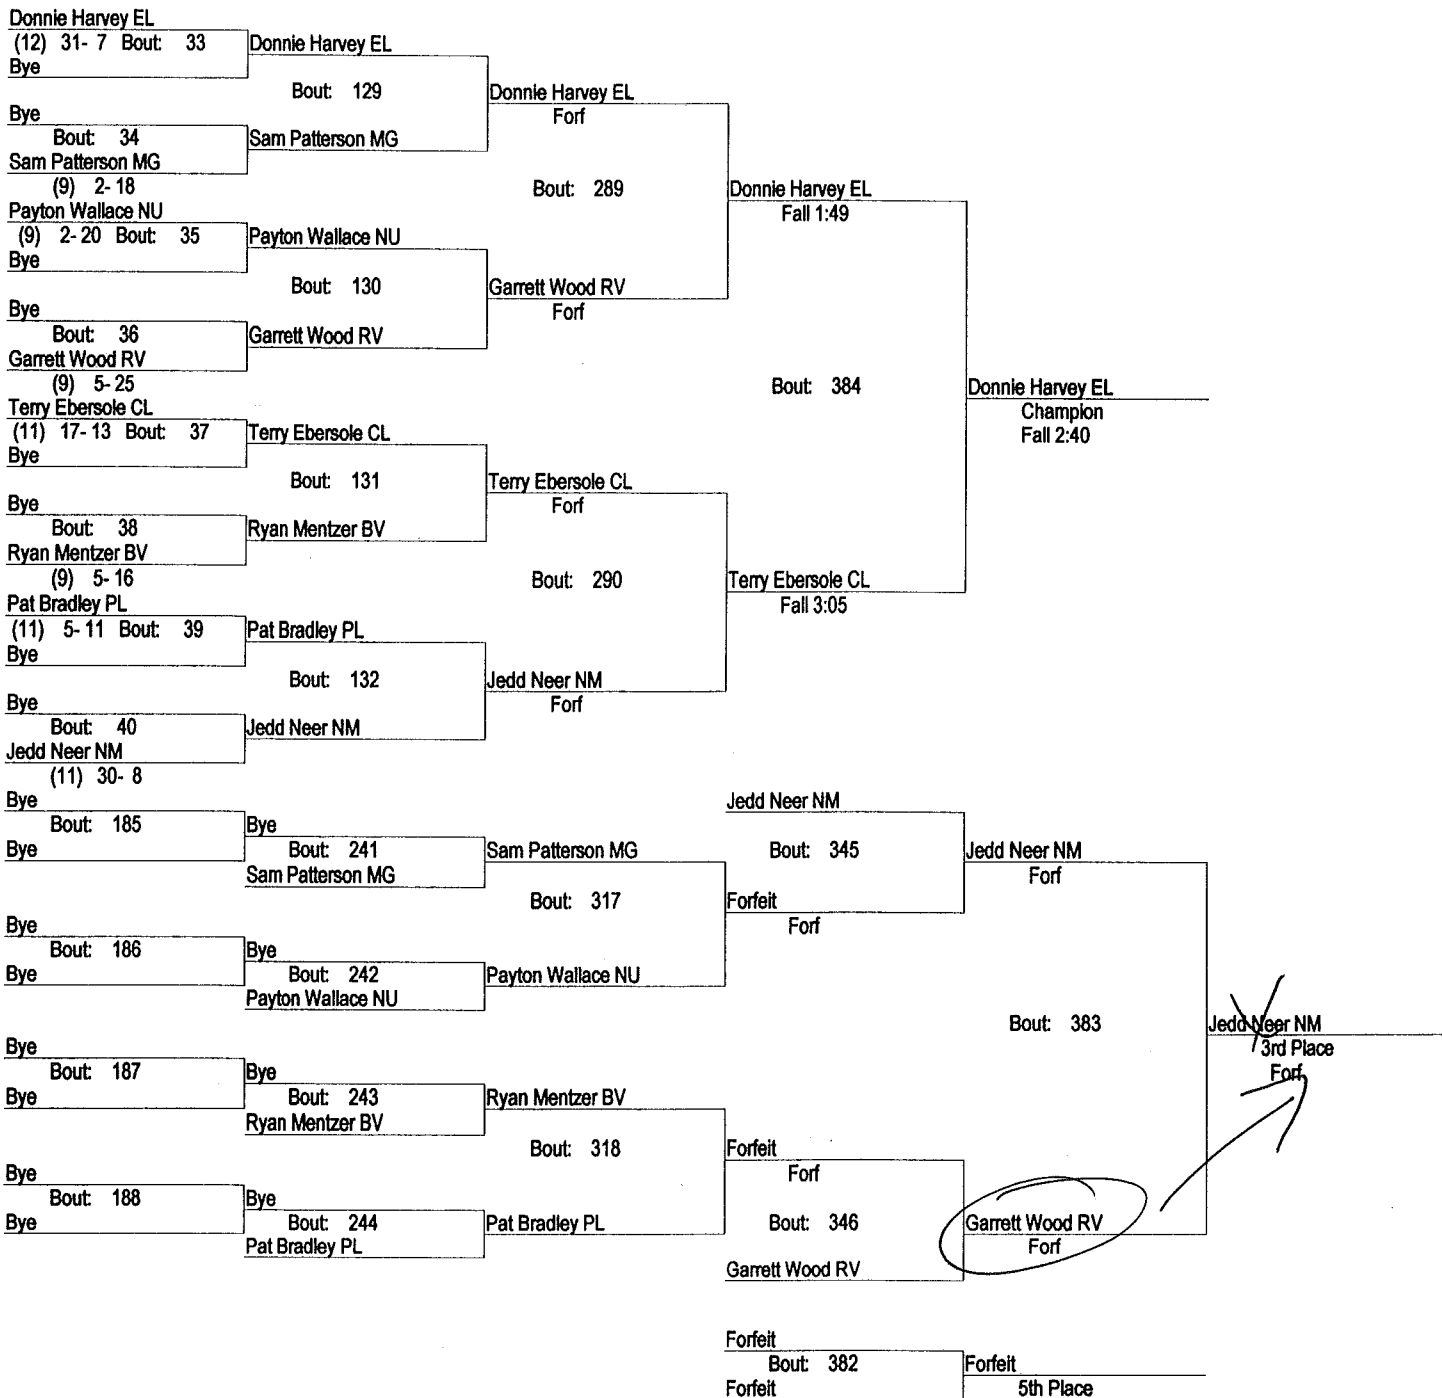 Donnie Harvey EL
(12) 31- 7 Bout: 33
Bye
Donnie Harvey EL
Bout: 129
Bye
Bout: 34
Sam Patterson MG
(9) 2- 18
Sam Patterson MG
Donnie Harvey EL
Forf
Bout: 289
Payton Wallace NU
(9) 2- 20 Bout: 35
Bye
Payton Wallace NU
Bout: 130
Bye
Bout: 36
Garrett Wood RV
(9) 5- 25
Garrett Wood RV
Garrett Wood RV
Forf
Donnie Harvey EL
Fall 1:49
Bout: 384
Terry Ebersole CL
(11) 17- 13 Bout: 37
Bye
Terry Ebersole CL
Bout: 131
Bye
Bout: 38
Ryan Mentzer BV
(9) 5- 16
Ryan Mentzer BV
Terry Ebersole CL
Forf
Bout: 290
Pat Bradley PL
(11) 5- 11 Bout: 39
Bye
Pat Bradley PL
Bout: 132
Bye
Bout: 40
Jedd Neer NM
(11) 30- 8
Jedd Neer NM
Jedd Neer NM
Forf
Terry Ebersole CL
Fall 3:05
Donnie Harvey EL
Champion
Fall 2:40
Bye
Bout: 185
Bye
Bye
Bout: 241
Sam Patterson MG
Sam Patterson MG
Bout: 317
Bye
Bout: 186
Bye
Bye
Bout: 242
Payton Wallace NU
Payton Wallace NU
Jedd Neer NM
Bout: 345
Forfeit
Forf
Jedd Neer NM
Forf
Bout: 383
Bye
Bout: 187
Bye
Bye
Bout: 243
Ryan Mentzer BV
Ryan Mentzer BV
Bout: 318
Bye
Bout: 188
Bye
Bye
Bout: 244
Pat Bradley PL
Pat Bradley PL
Forfeit
Forf
Bout: 346
Garrett Wood RV
Garrett Wood RV
Forf
Jedd Neer NM
3rd Place
Forf
Forfeit
Bout: 382
Forfeit
Forfeit
5th Place